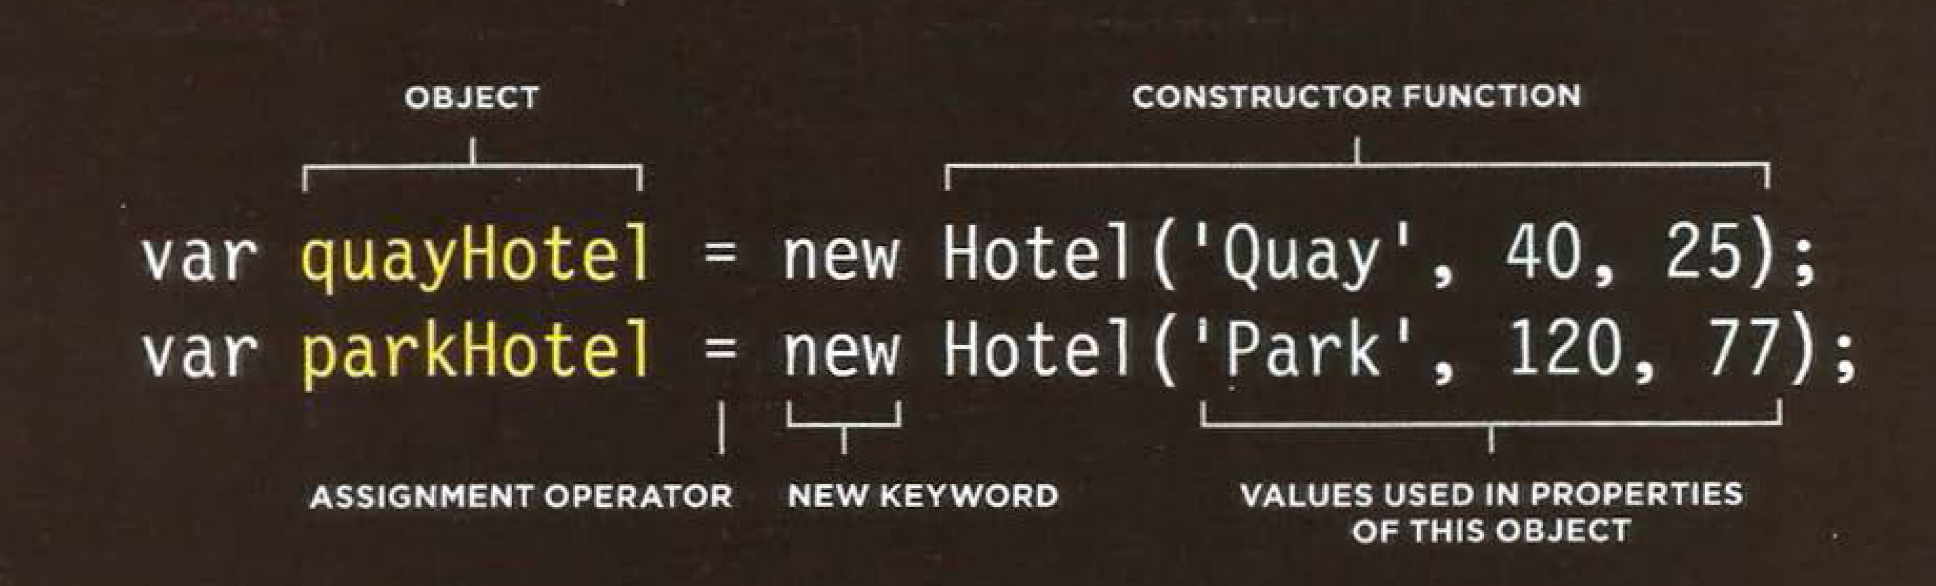 OBJECT CONSTRUCTOR FUNCTION
var quayHotel = new Hotel('Quay', 40, 25);
var parkHotel = new Hotel('Park', 120, 77);
ASSIGNMENT OPERATOR NEW KEYWORD VALUES USED IN PROPERTIES
OF THIS OBJECT